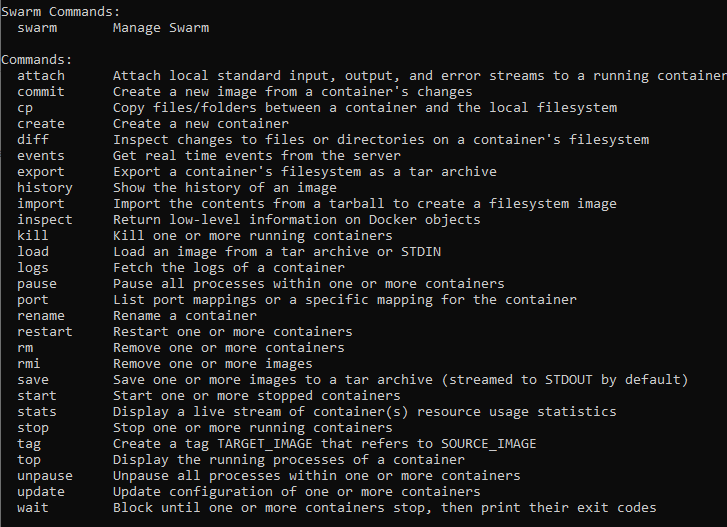 Swarm Commands:
  swarm       Manage Swarm

Commands:
  attach      Attach local standard input, output, and error streams to a running container
  commit      Create a new image from a container's changes
  cp          Copy files/folders between a container and the local filesystem
  create      Create a new container
  diff        Inspect changes to files or directories on a container's filesystem
  events      Get real time events from the server
  export      Export a container's filesystem as a tar archive
  history     Show the history of an image
  import      Import the contents from a tarball to create a filesystem image
  inspect     Return low-level information on Docker objects
  kill        Kill one or more running containers
  load        Load an image from a tar archive or STDIN
  logs        Fetch the logs of a container
  pause       Pause all processes within one or more containers
  port        List port mappings or a specific mapping for the container
  rename      Rename a container
  restart     Restart one or more containers
  rm          Remove one or more containers
  rmi         Remove one or more images
  save        Save one or more images to a tar archive (streamed to STDOUT by default)
  start       Start one or more stopped containers
  stats       Display a live stream of container(s) resource usage statistics
  stop        Stop one or more running containers
  tag         Create a tag TARGET_IMAGE that refers to SOURCE_IMAGE
  top         Display the running processes of a container
  unpause     Unpause all processes within one or more containers
  update      Update configuration of one or more containers
  wait        Block until one or more containers stop, then print their exit codes